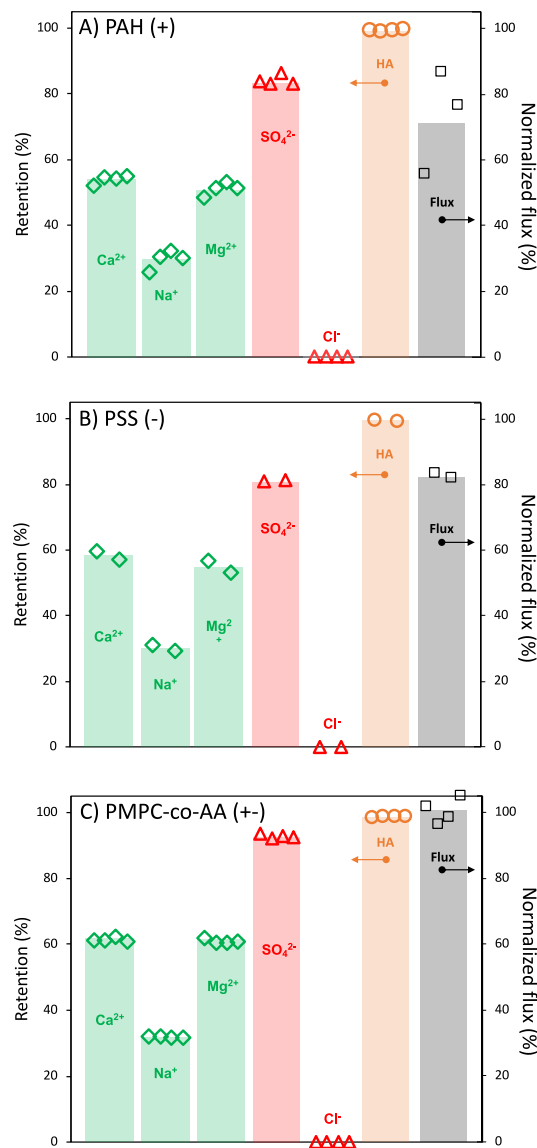 A) PAH (+)
100
80
60
40
20
0
Retention (%)
Ca²⁺
Na⁺
Mg²⁺
SO₄²⁻
Cl⁻
HA
Flux
100
80
60
40
20
0
Normalized flux (%)
B) PSS (-)
100
80
60
40
20
0
Retention (%)
Ca²⁺
Na⁺
Mg²
⁺
SO₄²⁻
Cl⁻
HA
Flux
100
80
60
40
20
0
Normalized flux (%)
C) PMPC-co-AA (+-)
100
80
60
40
20
0
Retention (%)
Ca²⁺
Na⁺
Mg²⁺
SO₄²⁻
Cl⁻
HA
Flux
100
80
60
40
20
0
Normalized flux (%)